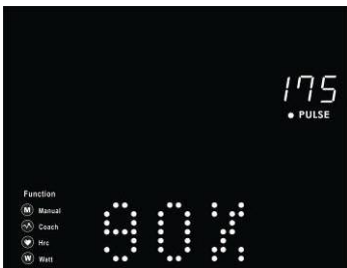 175
PULSE
Function
M Manual
Coach
Hrc
W Watt
90%